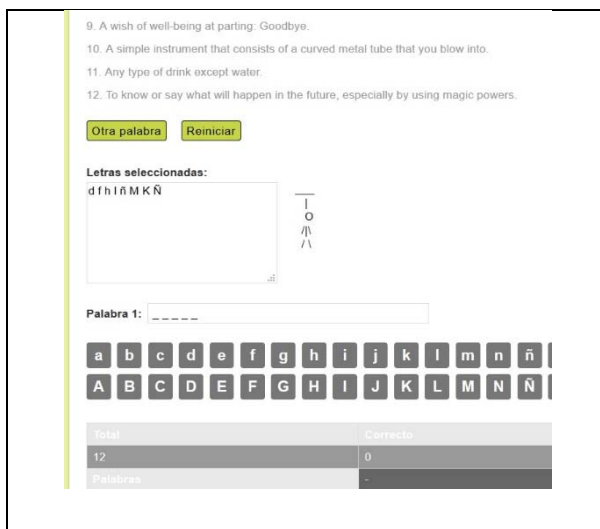 9. A wish of well-being at parting: Goodbye.
10. A simple instrument that consists of a curved metal tube that you blow into.
11. Any type of drink except water.
12. To know or say what will happen in the future, especially by using magic powers.
Otra palabra Reiniciar
Letras seleccionadas:
d f h l ñ M K Ñ
O
/|\
/ \
Palabra 1: _ _ _ _ _
a b c d e f g h i j k l m n ñ
A B C D E F G H I J K L M N Ñ
Total Correcto
12 0
Palabras -